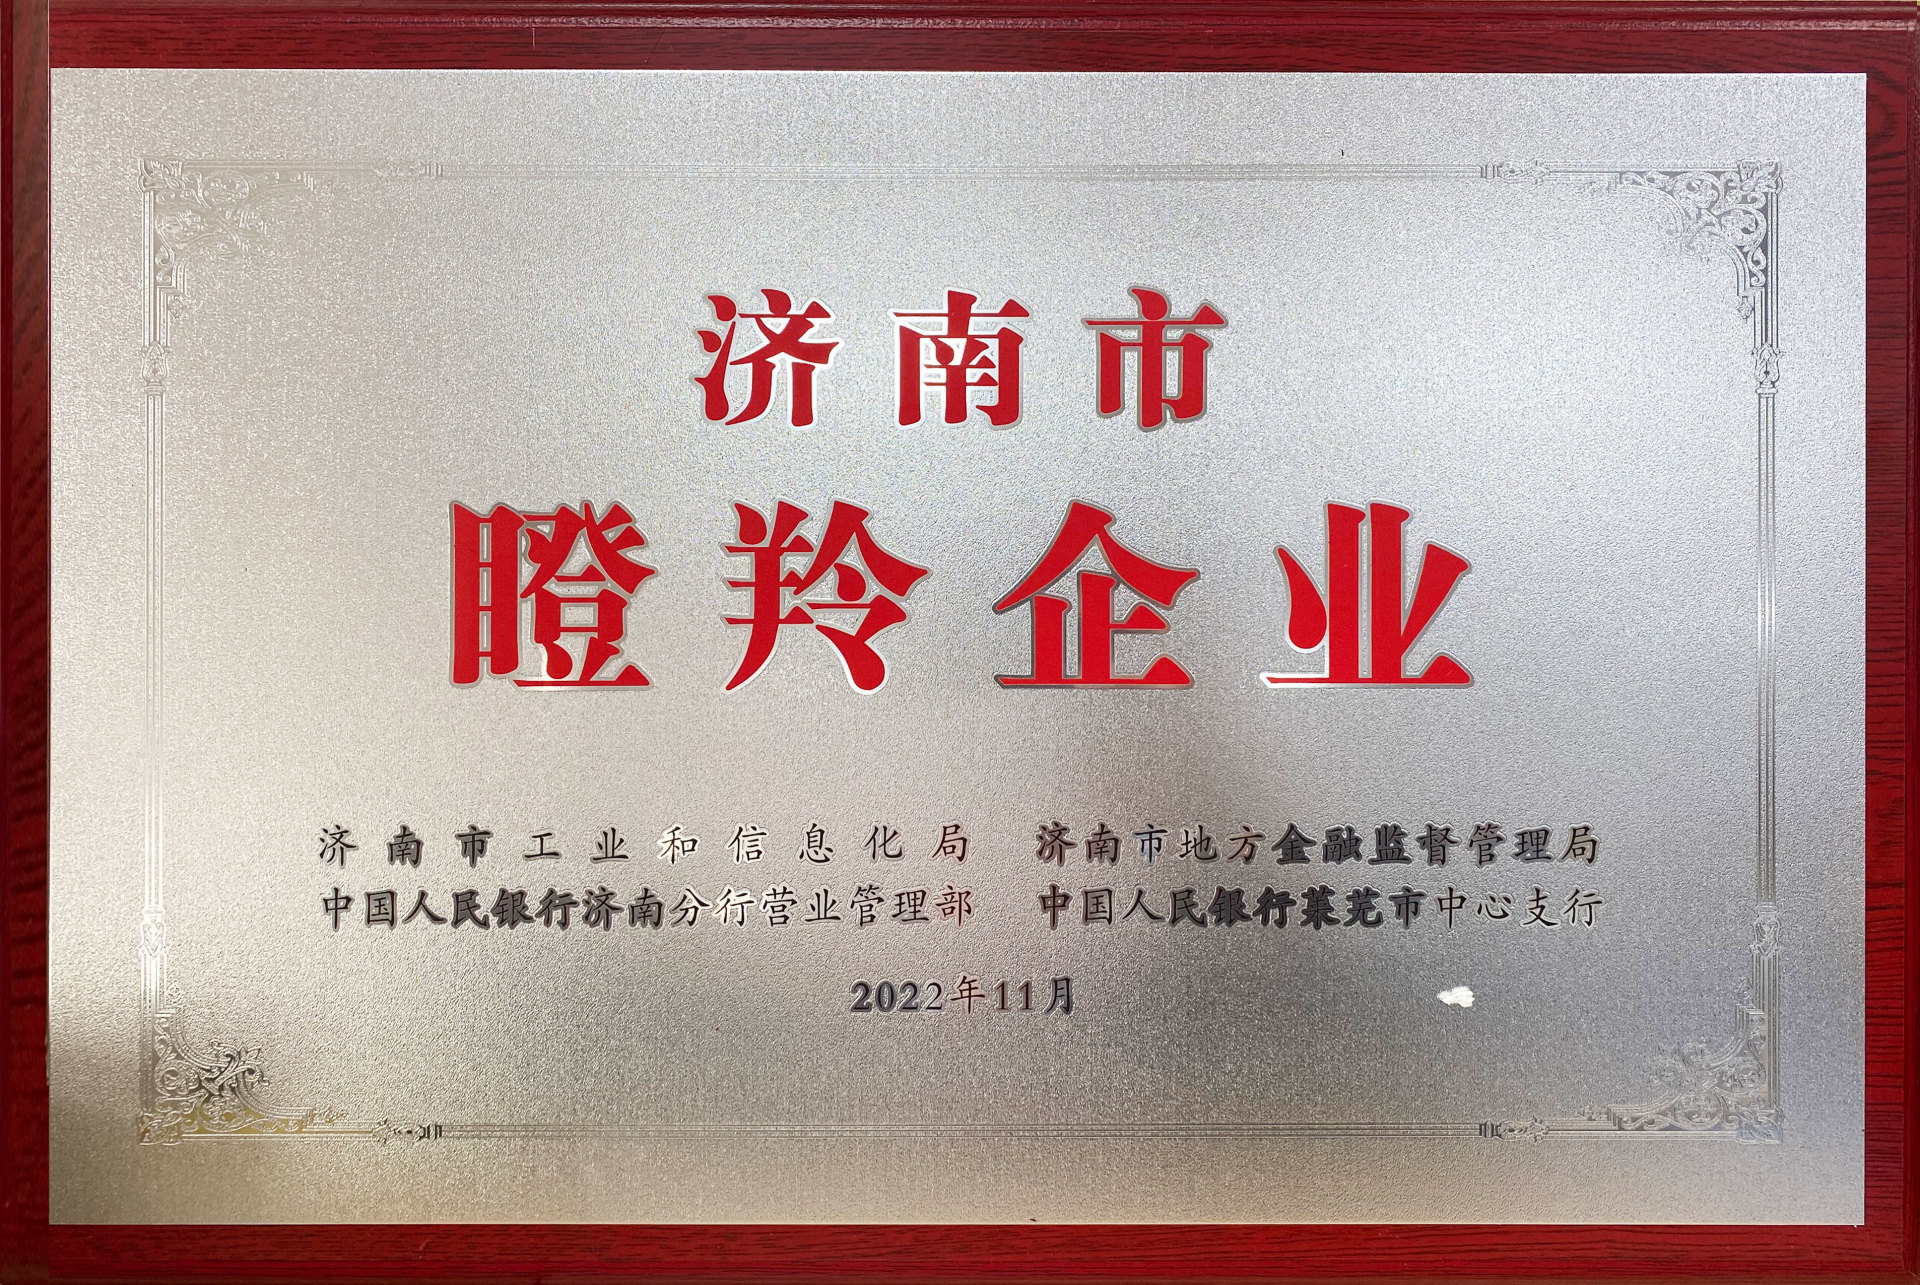 济南市
瞪羚企业
济南市工业和信息化局 济南市地方金融监督管理局
中国人民银行济南分行营业管理部 中国人民银行莱芜市中心支行
2022年11月